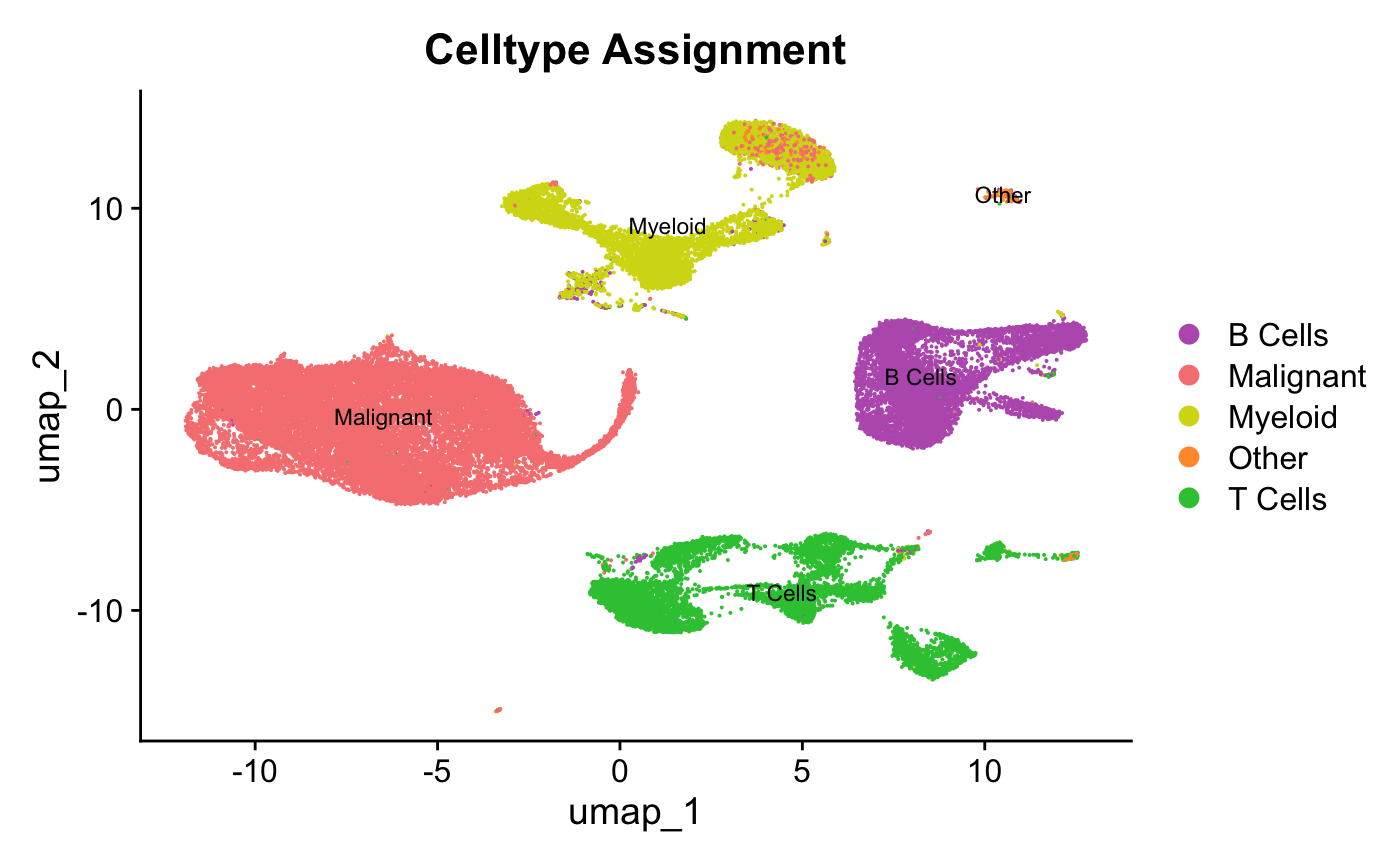 Celltype Assignment
umap_2
10
0
-10
Myeloid
Other
Malignant
B Cells
T Cells
-10
-5
0
5
10
umap_1
B Cells
Malignant
Myeloid
Other
T Cells